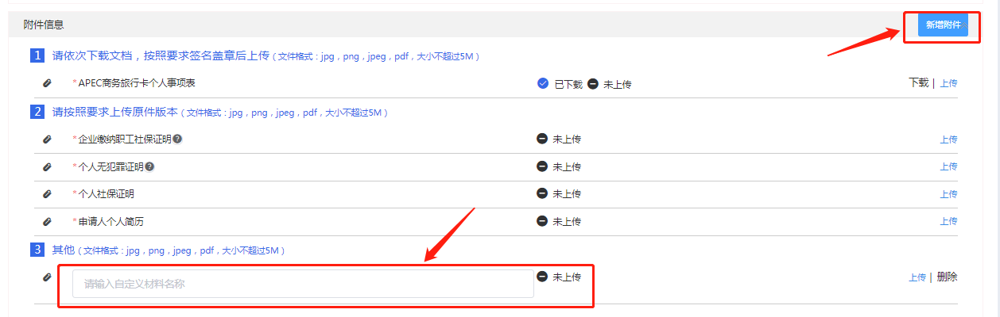 附件信息
新增附件
1 请依次下载文档，按照要求签名盖章后上传（文件格式：jpg，png，jpeg，pdf，大小不超过5M）
*APEC商务旅行卡个人事项表 已下载 未上传 下载 | 上传
2 请按照要求上传原件版本（文件格式：jpg，png，jpeg，pdf，大小不超过5M）
*企业缴纳职工社保证明? 未上传 上传
*个人无犯罪证明? 未上传 上传
*个人社保证明 未上传 上传
*申请人个人简历 未上传 上传
3 其他（文件格式：jpg，png，jpeg，pdf，大小不超过5M）
请输入自定义材料名称 未上传 上传 | 删除